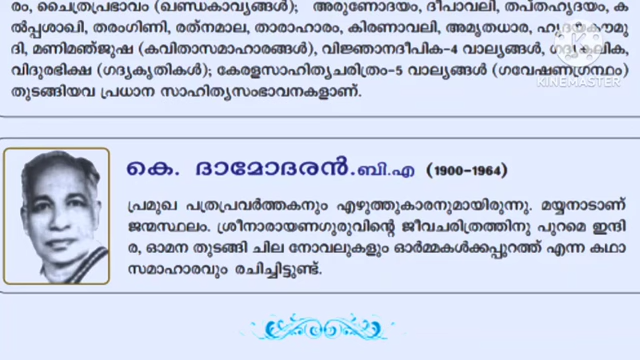 രം, ചൈത്രപ്രഭാവം (ഖണ്ഡകാവ്യങ്ങൾ); അരുണോദയം, ദീപാവലി, തപ്തഹൃദയം, ക
ൽപ്പശാഖി, തരംഗിണി, രത്നമാല, താരാഹാരം, കിരണാവലി, അമൃതധാര, ഹൃദയകൗമു
ദി, മണിമഞ്ജുഷ (കവിതാസമാഹാരങ്ങൾ), വിജ്ഞാനദീപിക-4 വാല്യങ്ങൾ, ഗദ്യമാലിക,
വിദുരഭിക്ഷ (ഗദ്യകൃതികൾ); കേരളസാഹിത്യചരിത്രം-5 വാല്യങ്ങൾ (ഗവേഷണഗ്രന്ഥം)
തുടങ്ങിയവ പ്രധാന സാഹിത്യസംഭാവനകളാണ്.
KINEMASTER
കെ. ദാമോദരൻ.ബി.എ (1900-1964)
പ്രമുഖ പത്രപ്രവർത്തകനും എഴുത്തുകാരനുമായിരുന്നു. മയ്യനാടാണ്
ജന്മസ്ഥലം. ശ്രീനാരായണഗുരുവിന്റെ ജീവചരിത്രത്തിനു പുറമെ ഇന്ദി
ര, ഓമന തുടങ്ങി ചില നോവലുകളും ഓർമ്മകൾക്കപ്പുറത്ത് എന്ന കഥാ
സമാഹാരവും രചിച്ചിട്ടുണ്ട്.